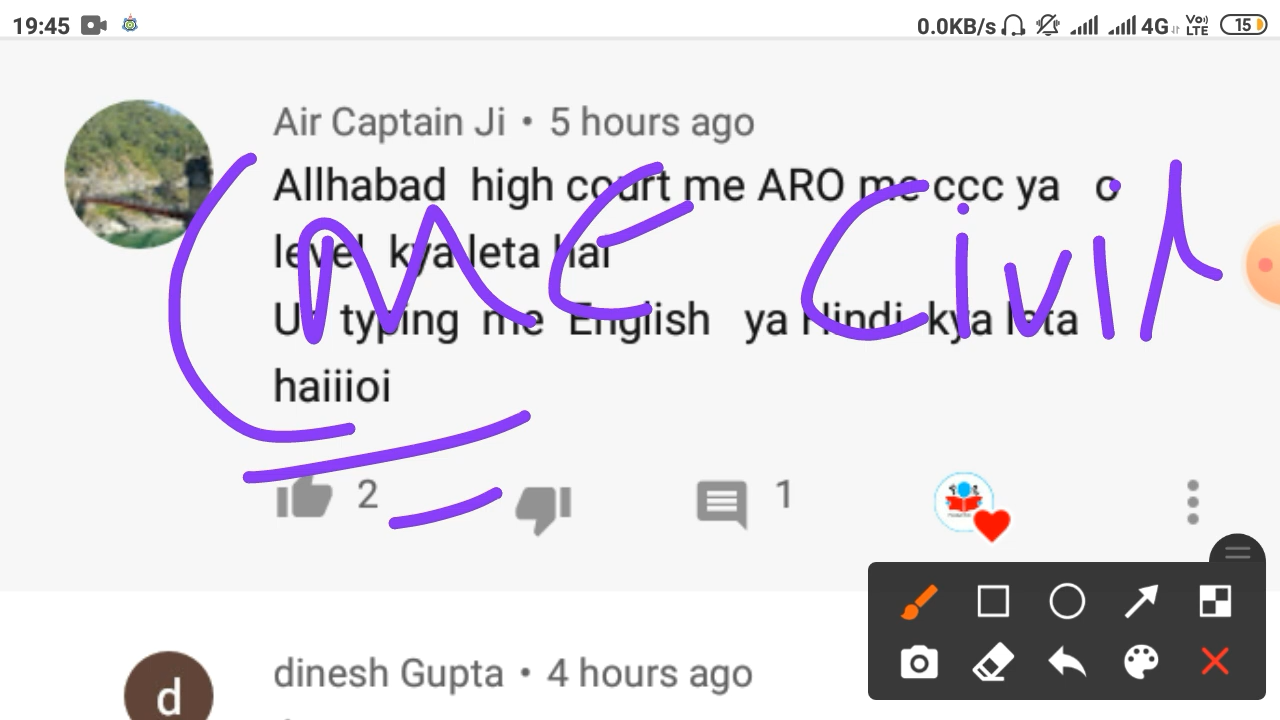 19:45 0.0KB/s 4G VoLTE 15
Air Captain Ji • 5 hours ago
Allhabad high court me ARO me ccc ya o
level kya leta hai
Ur typing me English ya Hindi kya leta
haiiioi
ME Civil
2 1
dinesh Gupta • 4 hours ago
d